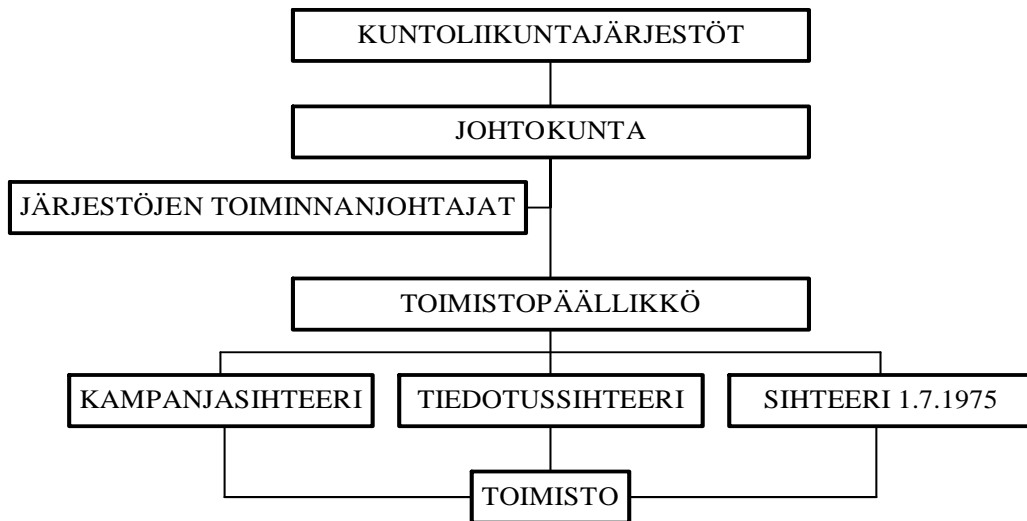 KUNTOLIIKUNTAJÄRJESTÖT
JOHTOKUNTA
JÄRJESTÖJEN TOIMINNANJOHTAJAT
TOIMISTOPÄÄLLIKKÖ
KAMPANJASIHTEERI
TIEDOTUSSIHTEERI
SIHTEERI 1.7.1975
TOIMISTO